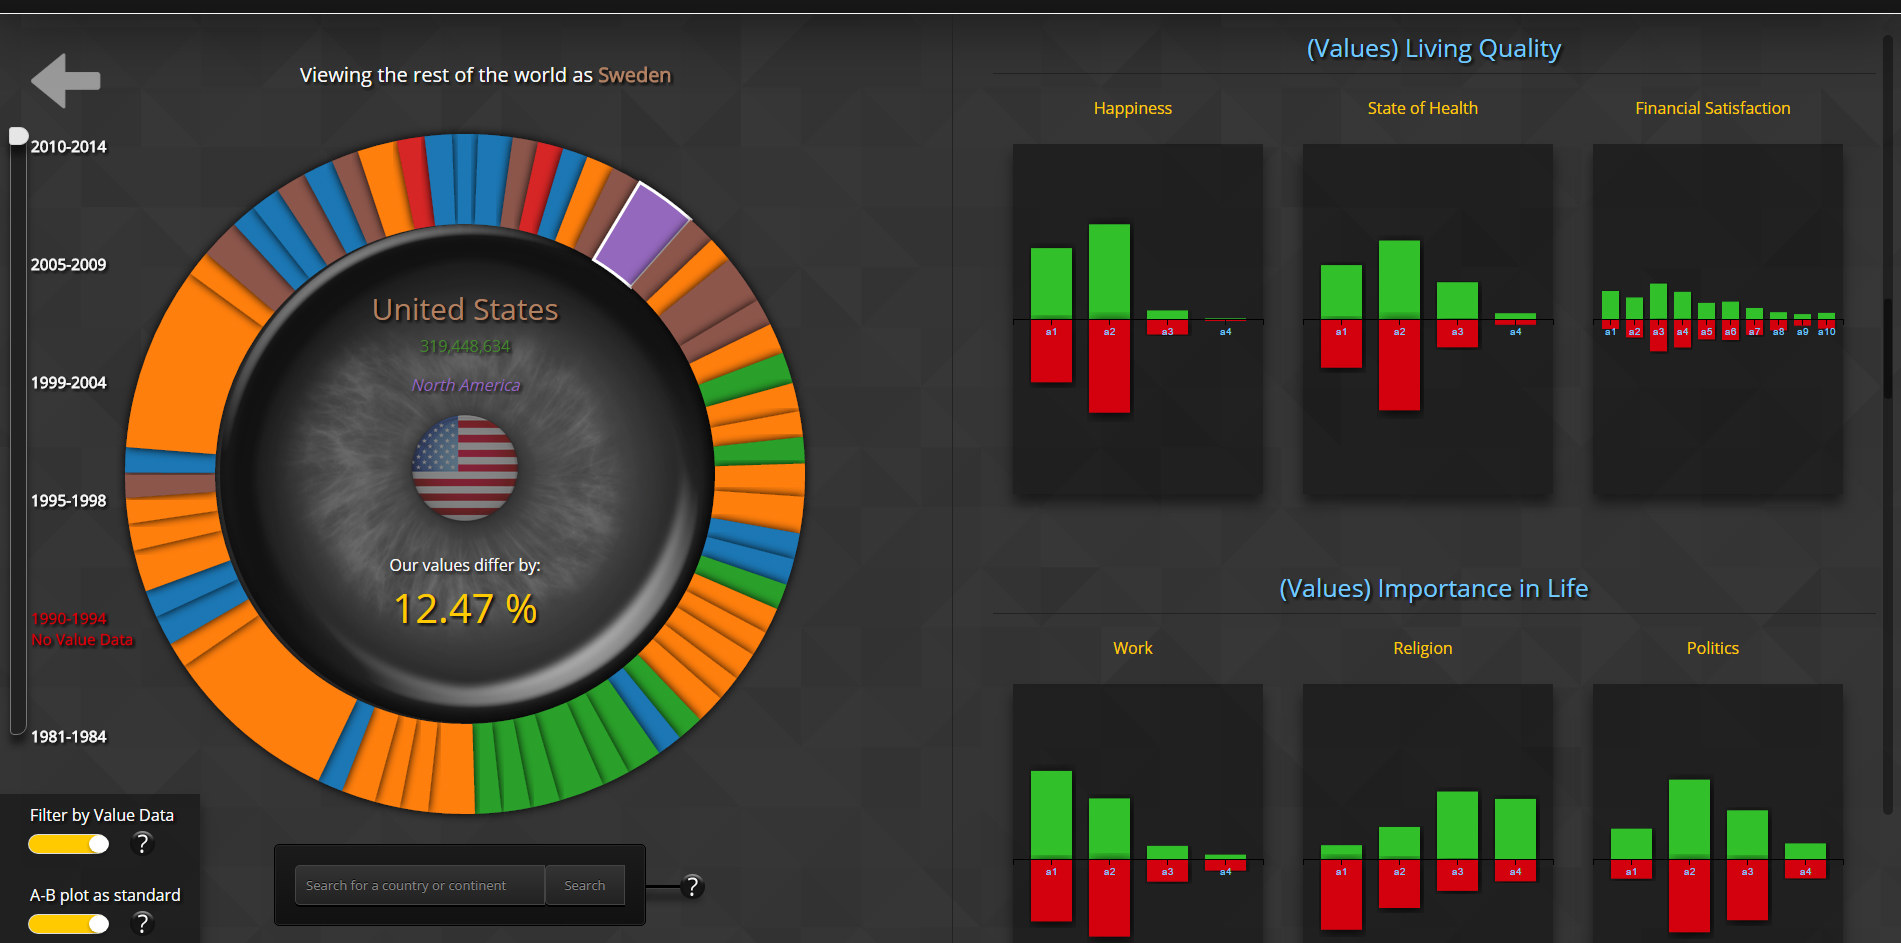 Viewing the rest of the world as Sweden
2010-2014
2005-2009
1999-2004
1995-1998
1990-1994
No Value Data
1981-1984
United States
319,448,634
North America
Our values differ by:
12.47 %
Filter by Value Data
?
A-B plot as standard
?
Search for a country or continent
Search
?
(Values) Living Quality
Happiness
State of Health
Financial Satisfaction
a1 a2 a3 a4
a1 a2 a3 a4
a1 a2 a3 a4 a5 a6 a7 a8 a9 a10
(Values) Importance in Life
Work
Religion
Politics
a1 a2 a3 a4
a1 a2 a3 a4
a1 a2 a3 a4